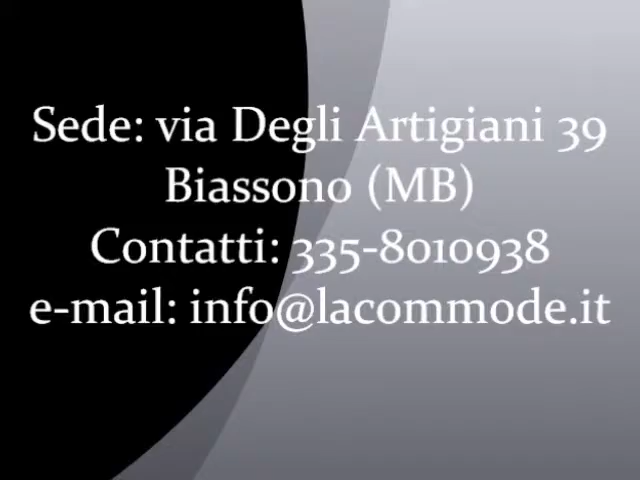 Sede: via Degli Artigiani 39
Biassono (MB)
Contatti: 335-8010938
e-mail: info@lacommode.it